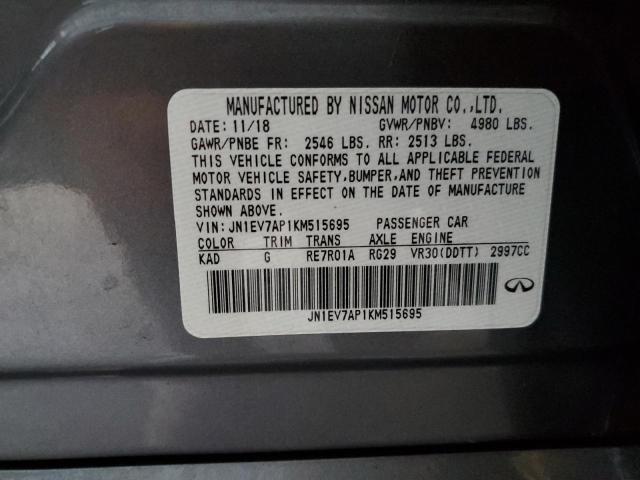 MANUFACTURED BY NISSAN MOTOR CO.,LTD.
DATE: 11/18 GVWR/PNBV: 4980 LBS.
GAWR/PNBE FR: 2546 LBS. RR: 2513 LBS.
THIS VEHICLE CONFORMS TO ALL APPLICABLE FEDERAL
MOTOR VEHICLE SAFETY,BUMPER,AND THEFT PREVENTION
STANDARDS IN EFFECT ON THE DATE OF MANUFACTURE
SHOWN ABOVE.
VIN: JN1EV7AP1KM515695 PASSENGER CAR
COLOR TRIM TRANS AXLE ENGINE
KAD G RE7R01A RG29 VR30(DDTT) 2997CC
JN1EV7AP1KM515695